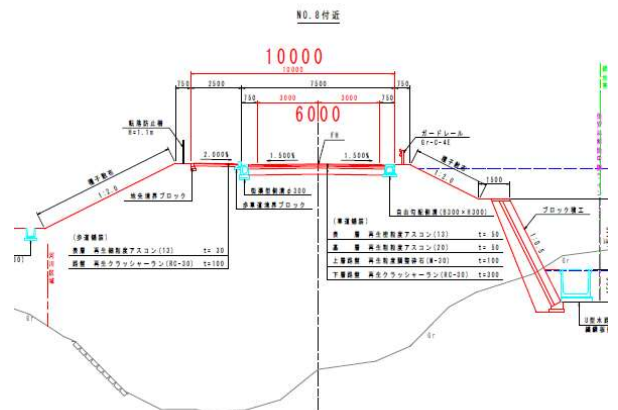 NO.8付近
10000
10000
750
2500
7500
750
750
3000
3000
750
6000
転落防止柵
H=1.1m
ガードレール
Gr-C-4E
FH
種子散布
1:2.0
2.000%
1.500%
1.500%
種子散布
1:2.0
1500
地先境界ブロック
ブロック積工
1:0.5
歩車道境界ブロック
自由勾配側溝(B300×H300)
(歩道舗装)
表層 再生細粒度アスコン(13) t= 30
路盤 再生クラッシャーラン(RC-30) t=100
(車道舗装)
表 層 再生密粒度アスコン(13) t= 50
基 層 再生粗粒度アスコン(20) t= 50
上層路盤 再生粒度調整砕石(M-30) t=100
下層路盤 再生クラッシャーラン(RC-30) t=200
Gr
Gr
Gr